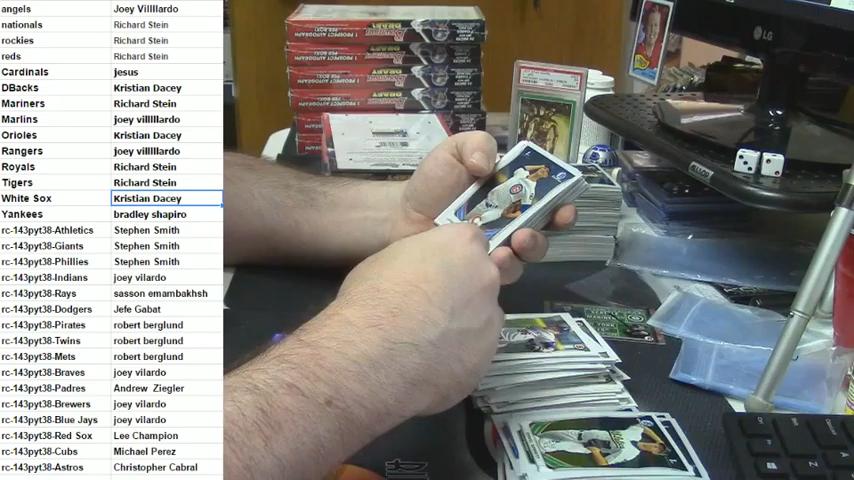 angels Joey Villlllardo
nationals Richard Stein
rockies Richard Stein
reds Richard Stein
Cardinals jesus
DBacks Kristian Dacey
Mariners Richard Stein
Marlins joey villlllardo
Orioles Kristian Dacey
Rangers joey villlllardo
Royals Richard Stein
Tigers Richard Stein
White Sox Kristian Dacey
Yankees bradley shapiro
rc-143pyt38-Athletics Stephen Smith
rc-143pyt38-Giants Stephen Smith
rc-143pyt38-Phillies Stephen Smith
rc-143pyt38-Indians joey vilardo
rc-143pyt38-Rays sasson emambakhsh
rc-143pyt38-Dodgers Jefe Gabat
rc-143pyt38-Pirates robert berglund
rc-143pyt38-Twins robert berglund
rc-143pyt38-Mets robert berglund
rc-143pyt38-Braves joey vilardo
rc-143pyt38-Padres Andrew Ziegler
rc-143pyt38-Brewers joey vilardo
rc-143pyt38-Blue Jays joey vilardo
rc-143pyt38-Red Sox Lee Champion
rc-143pyt38-Cubs Michael Perez
rc-143pyt38-Astros Christopher Cabral
LG
DRAFT